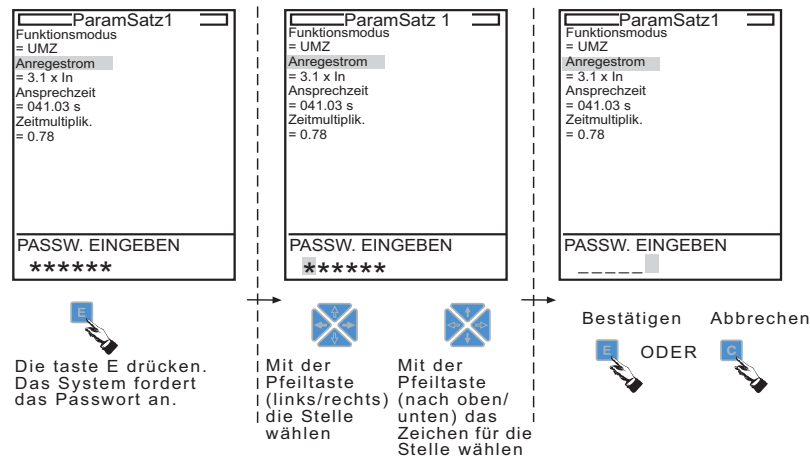 ParamSatz1
Funktionsmodus
= UMZ
Anregestrom
= 3.1 x In
Ansprechzeit
= 041.03 s
Zeitmultiplik.
= 0.78
PASSW. EINGEBEN
******
E
Die taste E drücken.
Das System fordert
das Passwort an.
ParamSatz 1
Funktionsmodus
= UMZ
Anregestrom
= 3.1 x In
Ansprechzeit
= 041.03 s
Zeitmultiplik.
= 0.78
PASSW. EINGEBEN
******
Mit der
Pfeiltaste
(links/rechts)
die Stelle
wählen
Mit der
Pfeiltaste
(nach oben/
unten) das
Zeichen für die
Stelle wählen
ParamSatz1
Funktionsmodus
= UMZ
Anregestrom
= 3.1 x In
Ansprechzeit
= 041.03 s
Zeitmultiplik.
= 0.78
PASSW. EINGEBEN
_____
Bestätigen Abbrechen
E ODER C